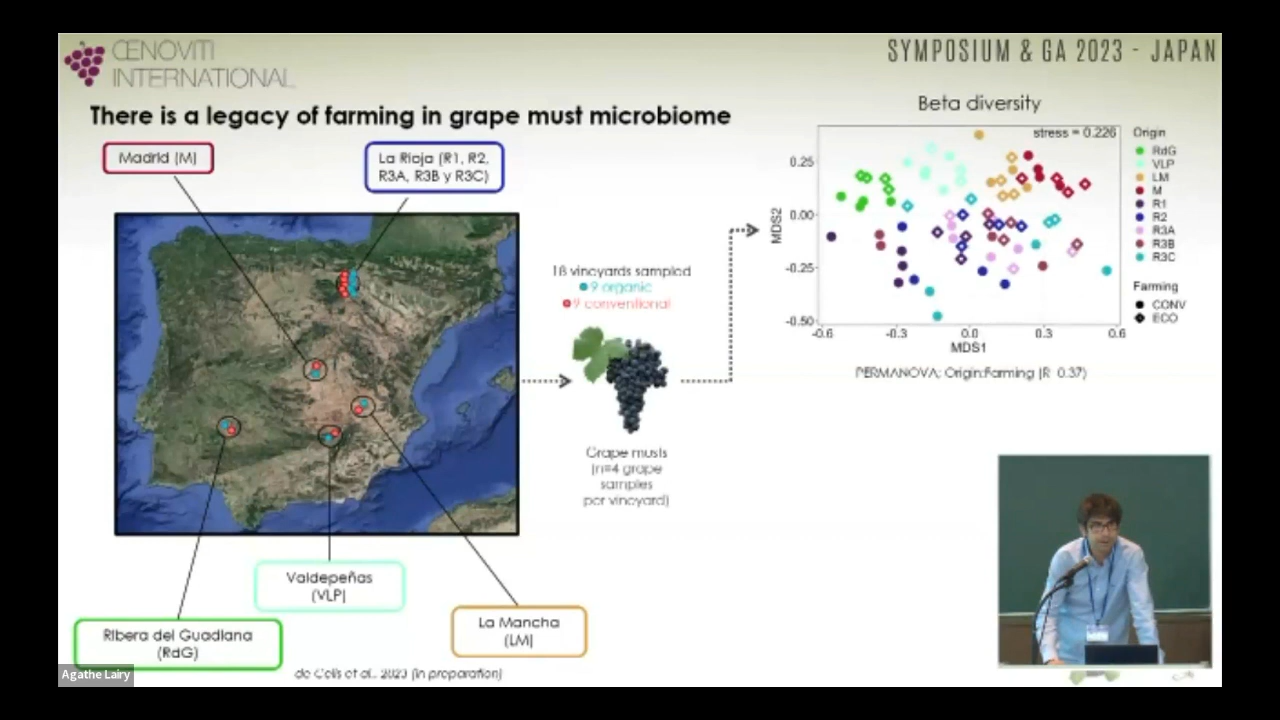 ŒNOVITI
INTERNATIONAL
SYMPOSIUM & GA 2023 - JAPAN
There is a legacy of farming in grape must microbiome
Madrid (M)
La Rioja (R1, R2,
R3A, R3B y R3C)
18 vineyards sampled
9 organic
9 conventional
Grape musts
(n=4 grape
samples
per vineyard)
Valdepeñas
(VLP)
La Mancha
(LM)
Ribera del Guadiana
(RdG)
de Celis et al., 2023 (in preparation)
Beta diversity
stress = 0.226
MDS2
0.25
0.00
-0.25
-0.50
-0.6
-0.3
0.0
0.3
0.6
MDS1
Origin
RdG
VLP
LM
M
R1
R2
R3A
R3B
R3C
Farming
CONV
ECO
PERMANOVA; Origin:Farming (R 0.37)
Agathe Lairy